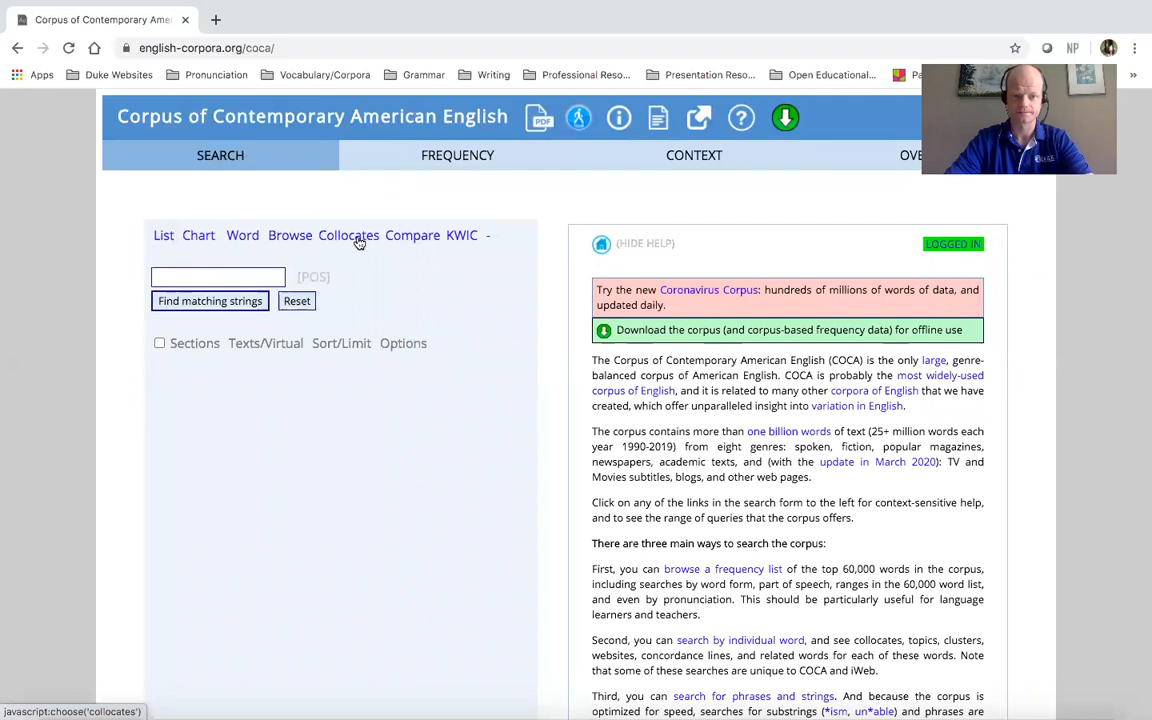 Corpus of Contemporary Amer
english-corpora.org/coca/
NP
Apps Duke Websites Pronunciation Vocabulary/Corpora Grammar Writing Professional Reso... Presentation Reso... Open Educational... »
Corpus of Contemporary American English PDF
SEARCH FREQUENCY CONTEXT
List Chart Word Browse Collocates Compare KWIC -
(HIDE HELP) LOGGED IN
[POS]
Find matching strings Reset
Sections Texts/Virtual Sort/Limit Options
Try the new Coronavirus Corpus: hundreds of millions of words of data, and
updated daily.
Download the corpus (and corpus-based frequency data) for offline use
The Corpus of Contemporary American English (COCA) is the only large, genre-
balanced corpus of American English. COCA is probably the most widely-used
corpus of English, and it is related to many other corpora of English that we have
created, which offer unparalleled insight into variation in English.
The corpus contains more than one billion words of text (25+ million words each
year 1990-2019) from eight genres: spoken, fiction, popular magazines,
newspapers, academic texts, and (with the update in March 2020): TV and
Movies subtitles, blogs, and other web pages.
Click on any of the links in the search form to the left for context-sensitive help,
and to see the range of queries that the corpus offers.
There are three main ways to search the corpus:
First, you can browse a frequency list of the top 60,000 words in the corpus,
including searches by word form, part of speech, ranges in the 60,000 word list,
and even by pronunciation. This should be particularly useful for language
learners and teachers.
Second, you can search by individual word, and see collocates, topics, clusters,
websites, concordance lines, and related words for each of these words. Note
that some of these searches are unique to COCA and iWeb.
Third, you can search for phrases and strings. And because the corpus is
optimized for speed, searches for substrings (*ism, un*able) and phrases are
javascript:choose('collocates')